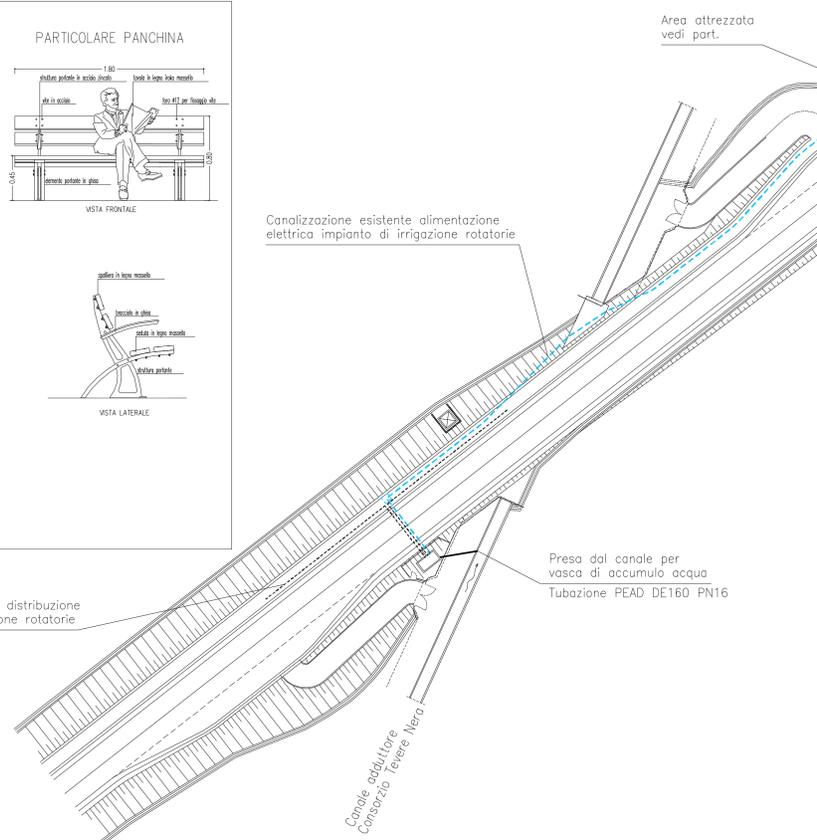 PARTICOLARE PANCHINA
1.80
struttura portante in acciaio zincato
tavole in legno iroko massello
vite in acciaio
foro #12 per fissaggio vite
0.45
0.80
elemento portante in ghisa
VISTA FRONTALE
spalliera in legno massello
bracciolo in ghisa
seduta in legno massello
struttura portante
VISTA LATERALE
Area attrezzata
vedi part.
Canalizzazione esistente alimentazione
elettrica impianto di irrigazione rotatorie
distribuzione
one rotatorie
Presa dal canale per
vasca di accumulo acqua
Tubazione PEAD DE160 PN16
Canale adduttore
Consorzio Tevere Nera